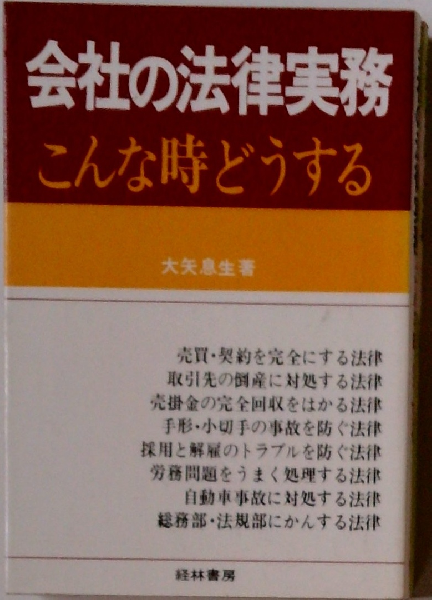 会社の法律実務
こんな時どうする
大矢息生著
売買・契約を完全にする法律
取引先の倒産に対処する法律
売掛金の完全回収をはかる法律
手形・小切手の事故を防ぐ法律
採用と解雇のトラブルを防ぐ法律
労務問題をうまく処理する法律
自動車事故に対処する法律
総務部・法規部にかんする法律
経林書房